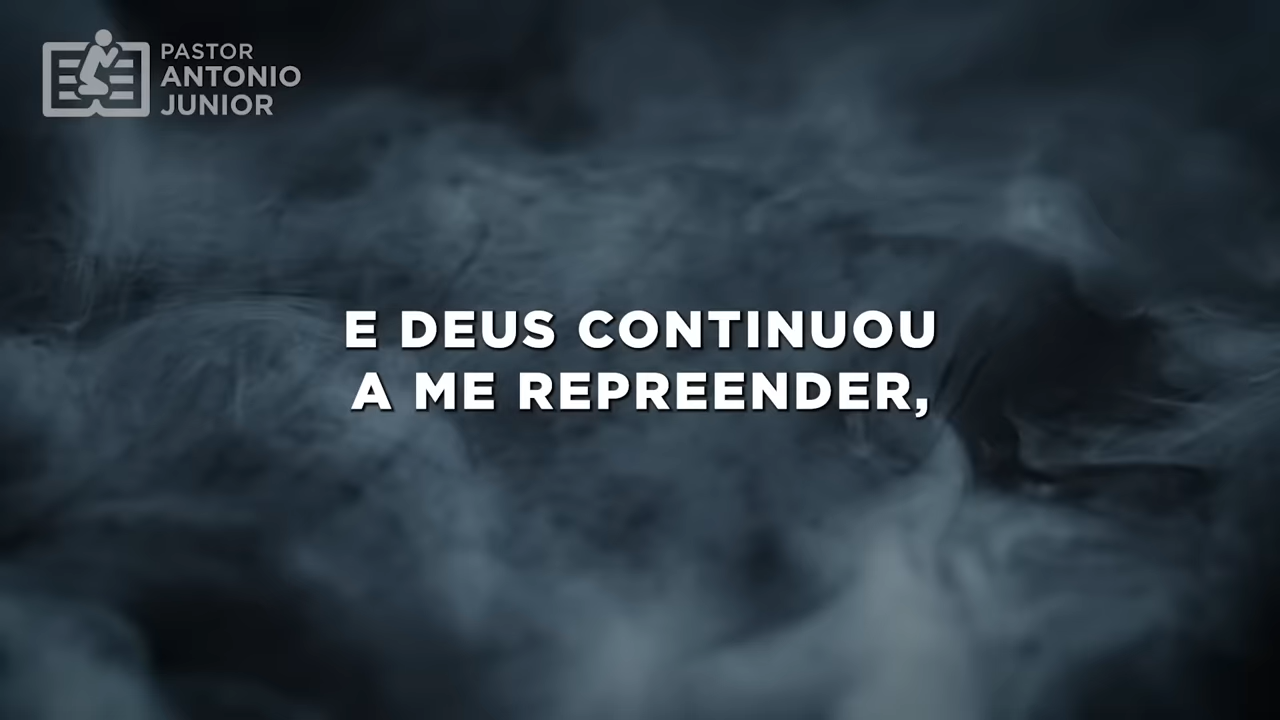 PASTOR
ANTONIO
JUNIOR
E DEUS CONTINUOU
A ME REPREENDER,